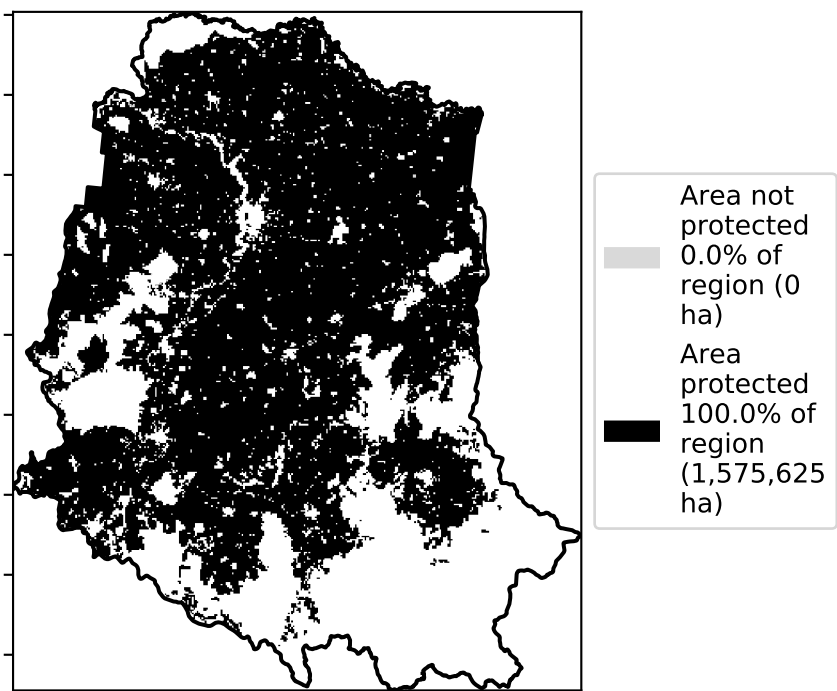 Area not
protected
0.0% of
region (0
ha)
Area
protected
100.0% of
region
(1,575,625
ha)